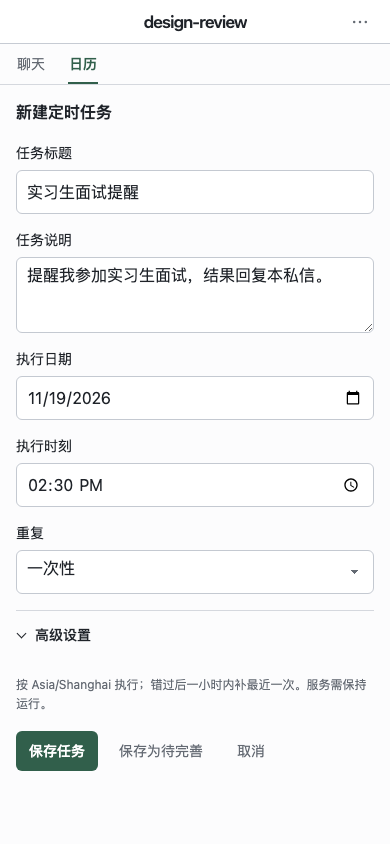 design-review
聊天
日历
新建定时任务
任务标题
实习生面试提醒
任务说明
提醒我参加实习生面试，结果回复本私信。
执行日期
11/19/2026
执行时刻
02:30 PM
重复
一次性
高级设置
按 Asia/Shanghai 执行；错过后一小时内补最近一次。服务需保持
运行。
保存任务
保存为待完善
取消